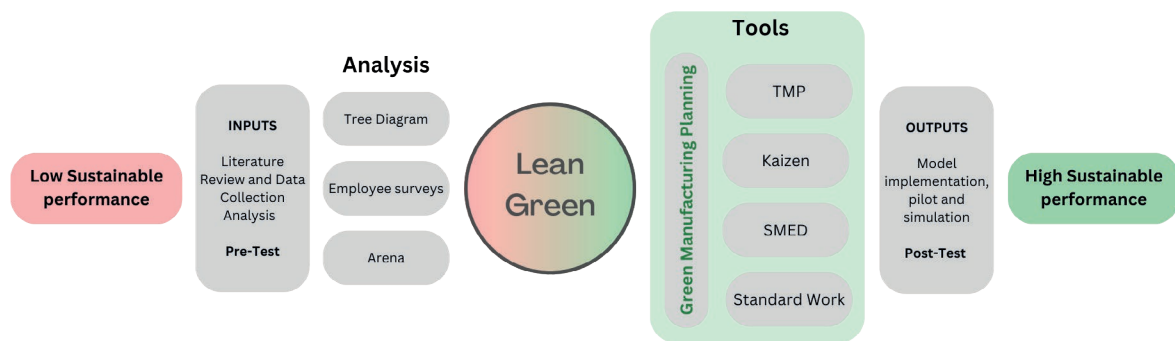 Low Sustainable
performance
INPUTS
Literature
Review and Data
Collection
Analysis
Pre-Test
Analysis
Tree Diagram
Employee surveys
Arena
Lean
Green
Tools
Green Manufacturing Planning
TMP
Kaizen
SMED
Standard Work
OUTPUTS
Model
implementation,
pilot and
simulation
Post-Test
High Sustainable
performance